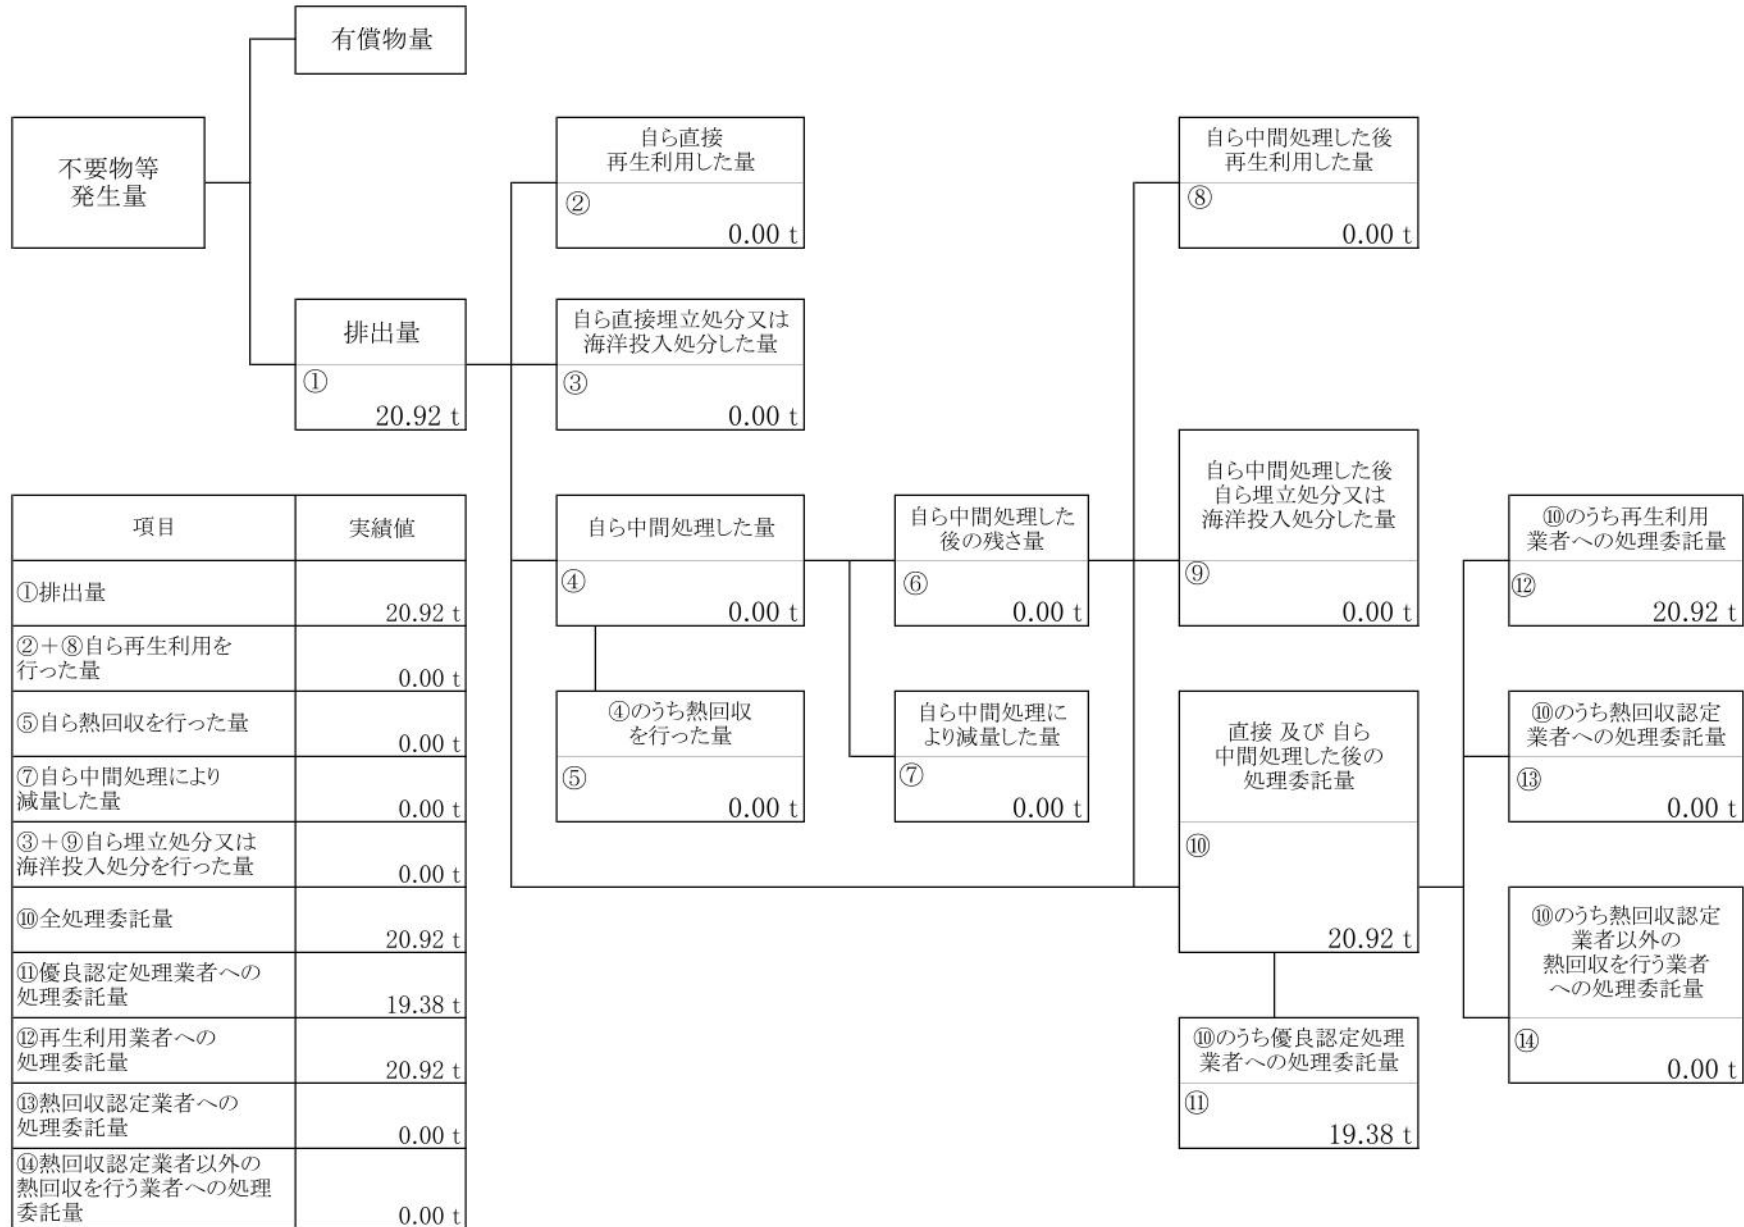 有償物量
不要物等
発生量
自ら直接
再生利用した量
②
0.00 t
自ら中間処理した後
再生利用した量
⑧
0.00 t
排出量
①
20.92 t
自ら直接埋立処分又は
海洋投入処分した量
③
0.00 t
自ら中間処理した量
④
0.00 t
自ら中間処理した
後の残さ量
⑥
0.00 t
自ら中間処理した後
自ら埋立処分又は
海洋投入処分した量
⑨
0.00 t
⑩のうち再生利用
業者への処理委託量
⑫
20.92 t
④のうち熱回収
を行った量
⑤
0.00 t
自ら中間処理に
より減量した量
⑦
0.00 t
直接 及び 自ら
中間処理した後の
処理委託量
⑩
20.92 t
⑩のうち熱回収認定
業者への処理委託量
⑬
0.00 t
⑩のうち熱回収認定
業者以外の
熱回収を行う業者
への処理委託量
⑭
0.00 t
⑩のうち優良認定処理
業者への処理委託量
⑪
19.38 t
項目 実績値
①排出量
20.92 t
②+⑧自ら再生利用を
行った量
0.00 t
⑤自ら熱回収を行った量
0.00 t
⑦自ら中間処理により
減量した量
0.00 t
③+⑨自ら埋立処分又は
海洋投入処分を行った量
0.00 t
⑩全処理委託量
20.92 t
⑪優良認定処理業者への
処理委託量
19.38 t
⑫再生利用業者への
処理委託量
20.92 t
⑬熱回収認定業者への
処理委託量
0.00 t
⑭熱回収認定業者以外の
熱回収を行う業者への処理
委託量
0.00 t